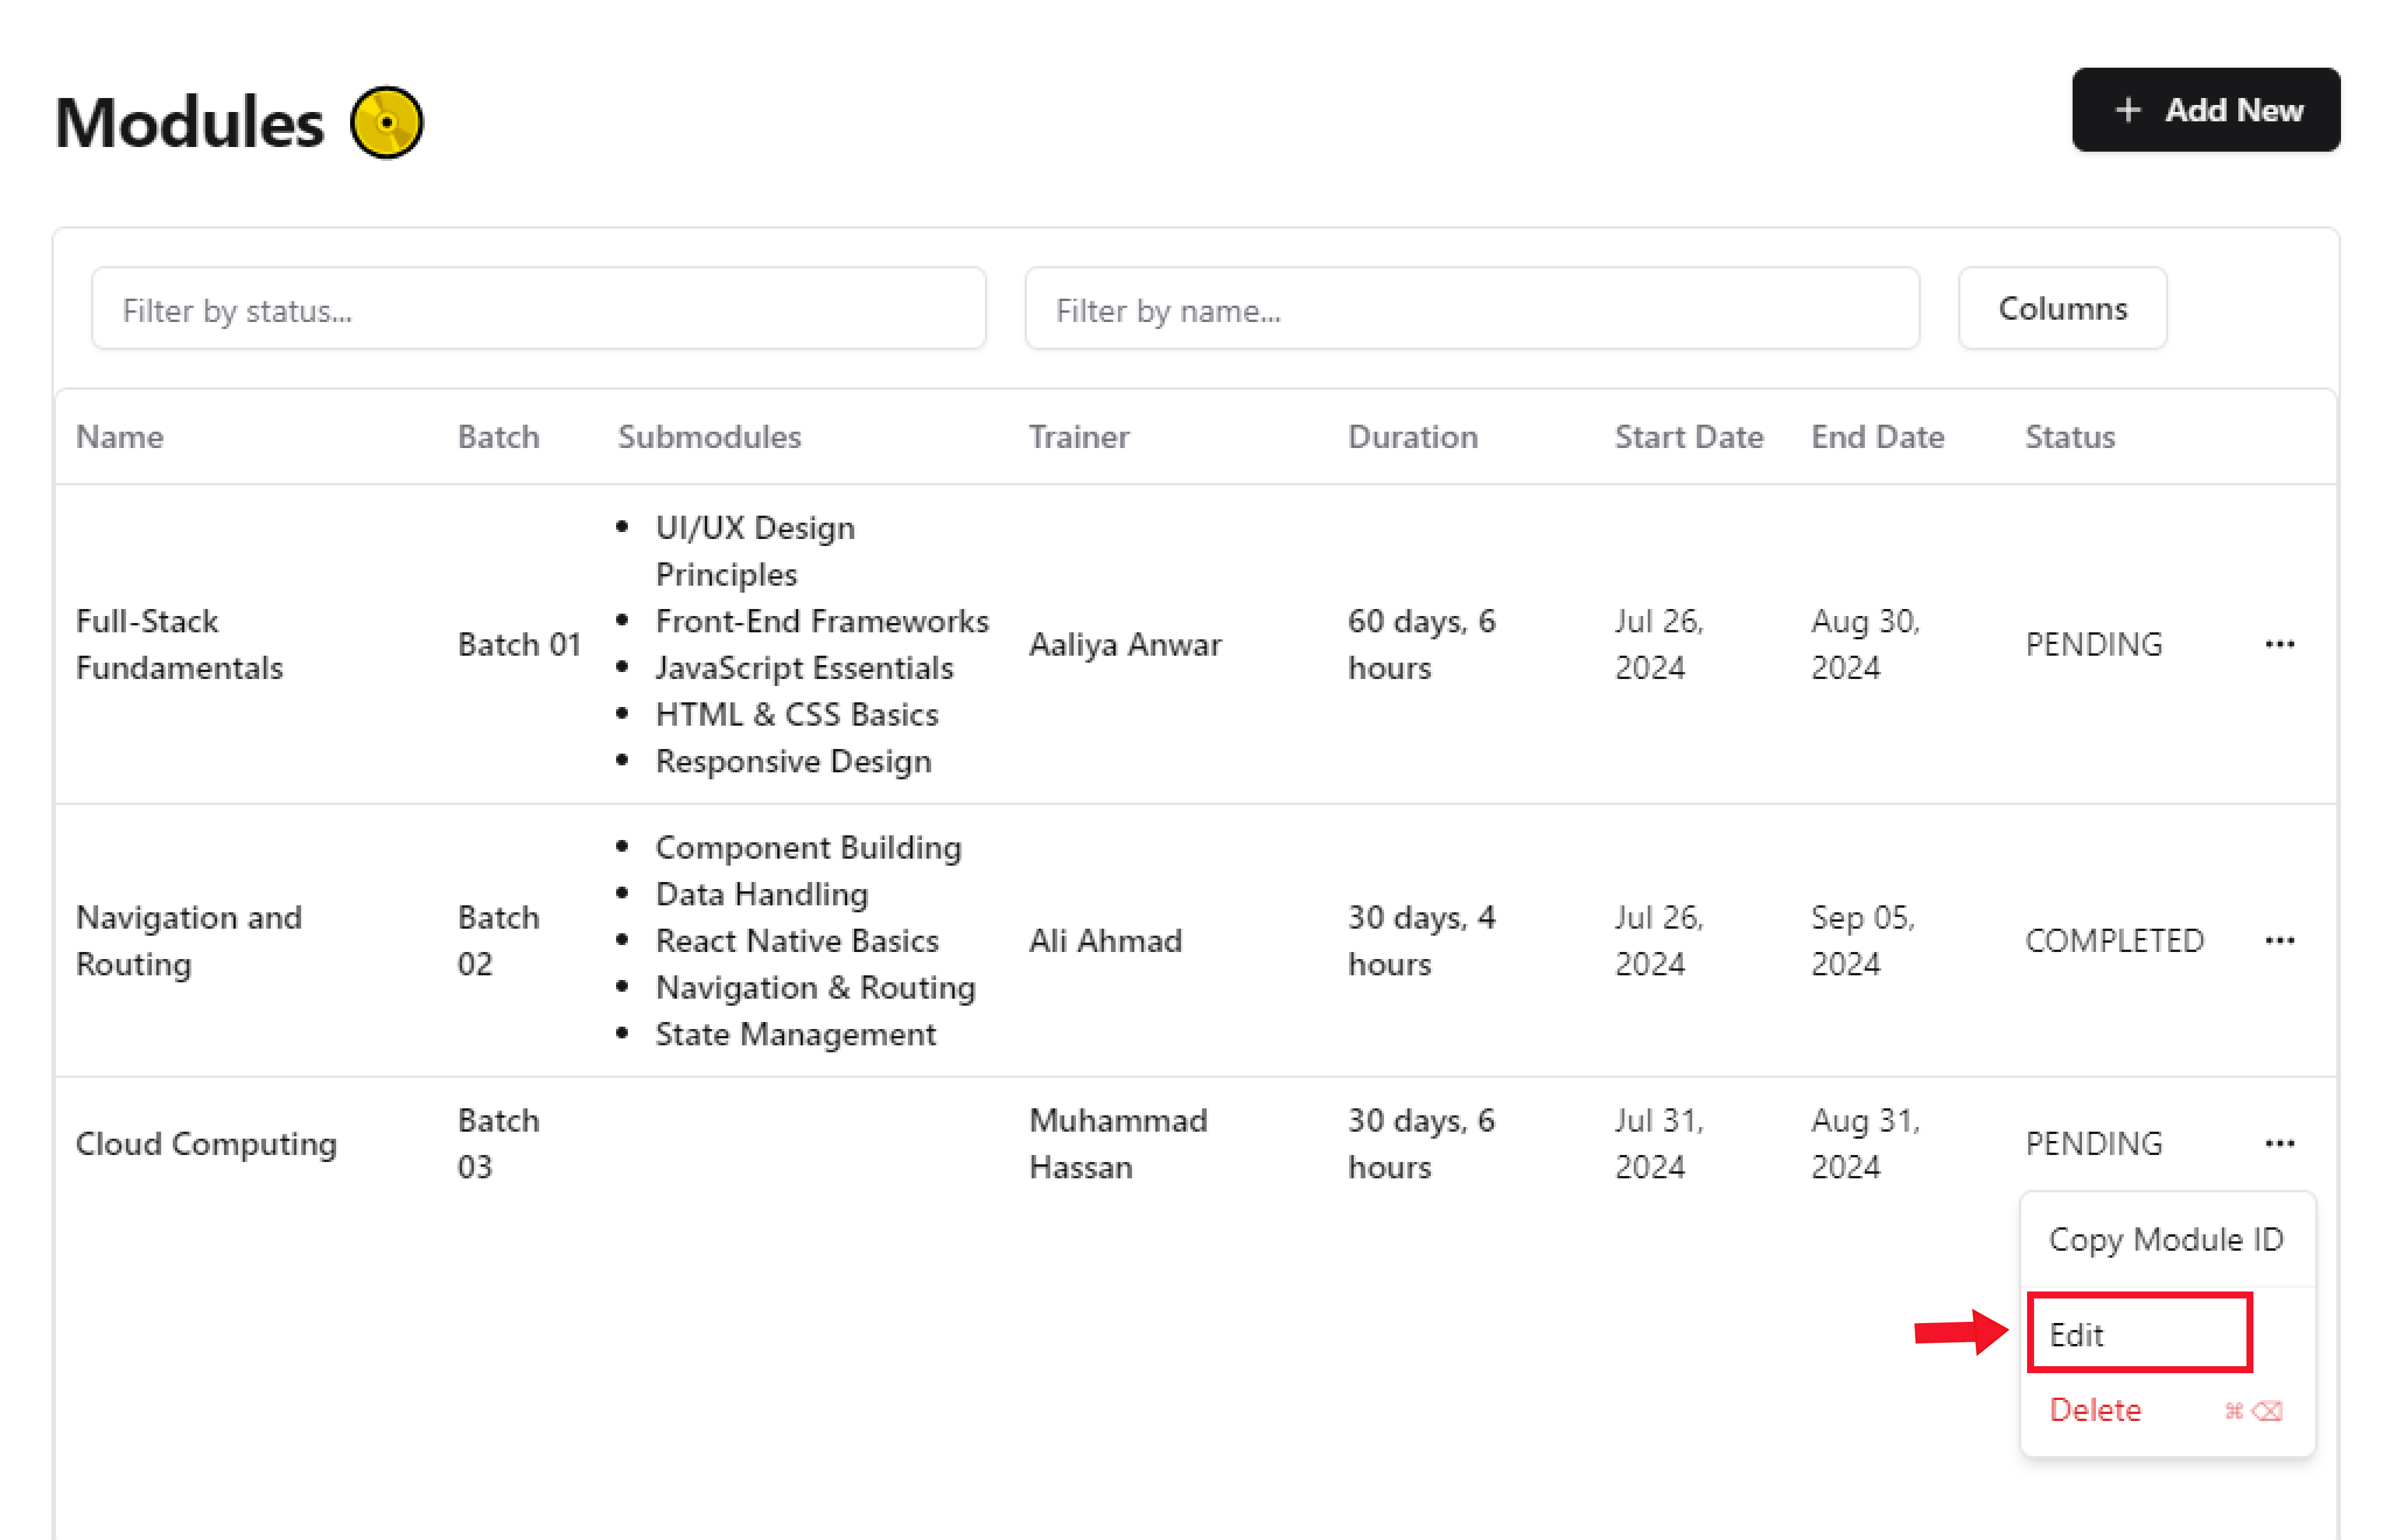 Modules
+ Add New
Filter by status...
Filter by name...
Columns
Name Batch Submodules Trainer Duration Start Date End Date Status
Full-Stack
Fundamentals
Batch 01
• UI/UX Design
Principles
• Front-End Frameworks
• JavaScript Essentials
• HTML & CSS Basics
• Responsive Design
Aaliya Anwar
60 days, 6
hours
Jul 26,
2024
Aug 30,
2024
PENDING
Navigation and
Routing
Batch
02
• Component Building
• Data Handling
• React Native Basics
• Navigation & Routing
• State Management
Ali Ahmad
30 days, 4
hours
Jul 26,
2024
Sep 05,
2024
COMPLETED
Cloud Computing
Batch
03
Muhammad
Hassan
30 days, 6
hours
Jul 31,
2024
Aug 31,
2024
PENDING
Copy Module ID
Edit
Delete ⌘⌫